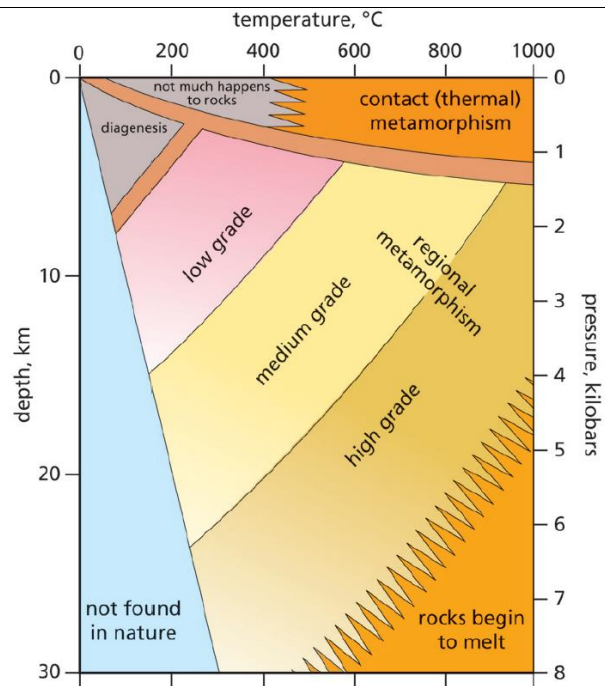 temperature, °C
0
200
400
600
800
1000
0
10
20
30
depth, km
0
1
2
3
4
5
6
7
8
pressure, kilobars
not much happens
to rocks
contact (thermal)
metamorphism
diagenesis
low grade
medium grade
regional
metamorphism
high grade
not found
in nature
rocks begin
to melt